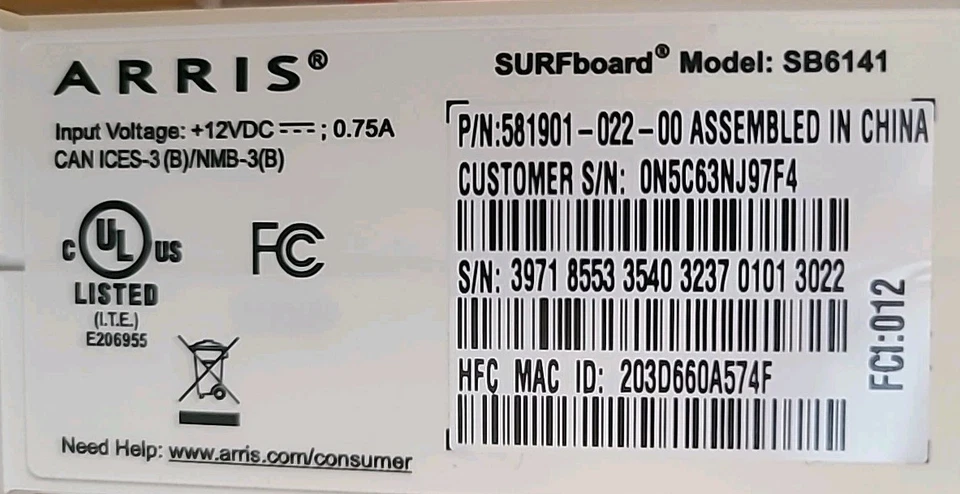 ARRIS®
Input Voltage: +12VDC ⎓ ; 0.75A
CAN ICES-3 (B)/NMB-3(B)
C UL US
LISTED
(I.T.E.)
E206955
FC
Need Help: www.arris.com/consumer
SURFboard® Model: SB6141
P/N:581901-022-00 ASSEMBLED IN CHINA
CUSTOMER S/N: 0N5C63NJ97F4
S/N: 3971 8553 3540 3237 0101 3022
HFC MAC ID: 203D660A574F
FC1:012